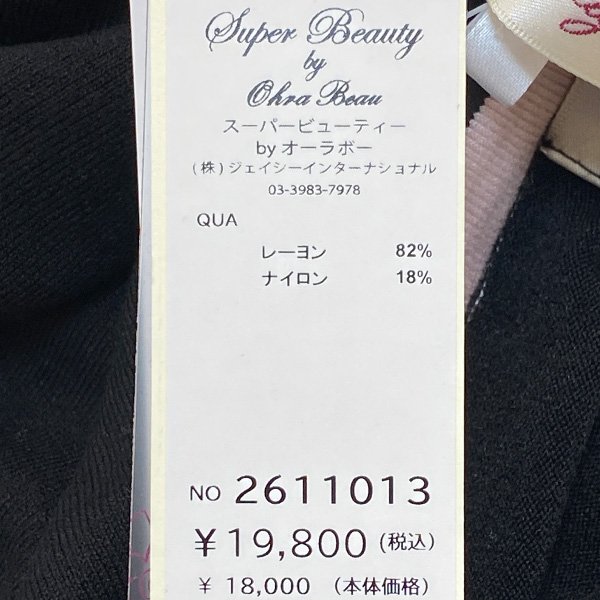 Super Beauty
by
Ohra Beau
スーパービューティー
by オーラボー
(株)ジェイシーインターナショナル
03-3983-7978
QUA
レーヨン 82%
ナイロン 18%
NO 2611013
¥19,800 (税込)
¥ 18,000 (本体価格)